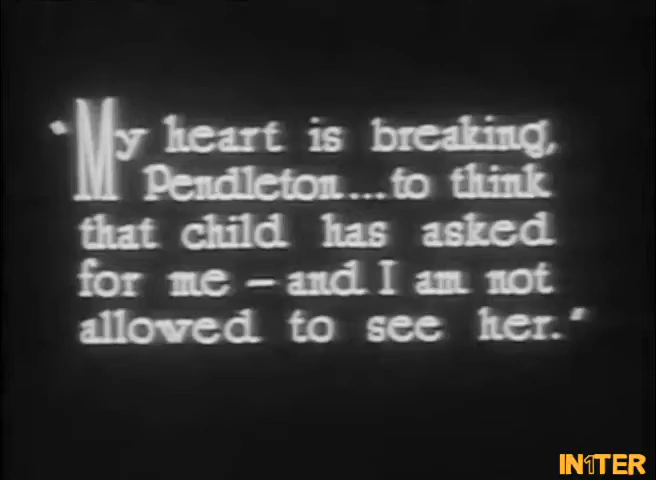 "My heart is breaking,
Pendleton....to think
that child has asked
for me – and I am not
allowed to see her."
IN1TER